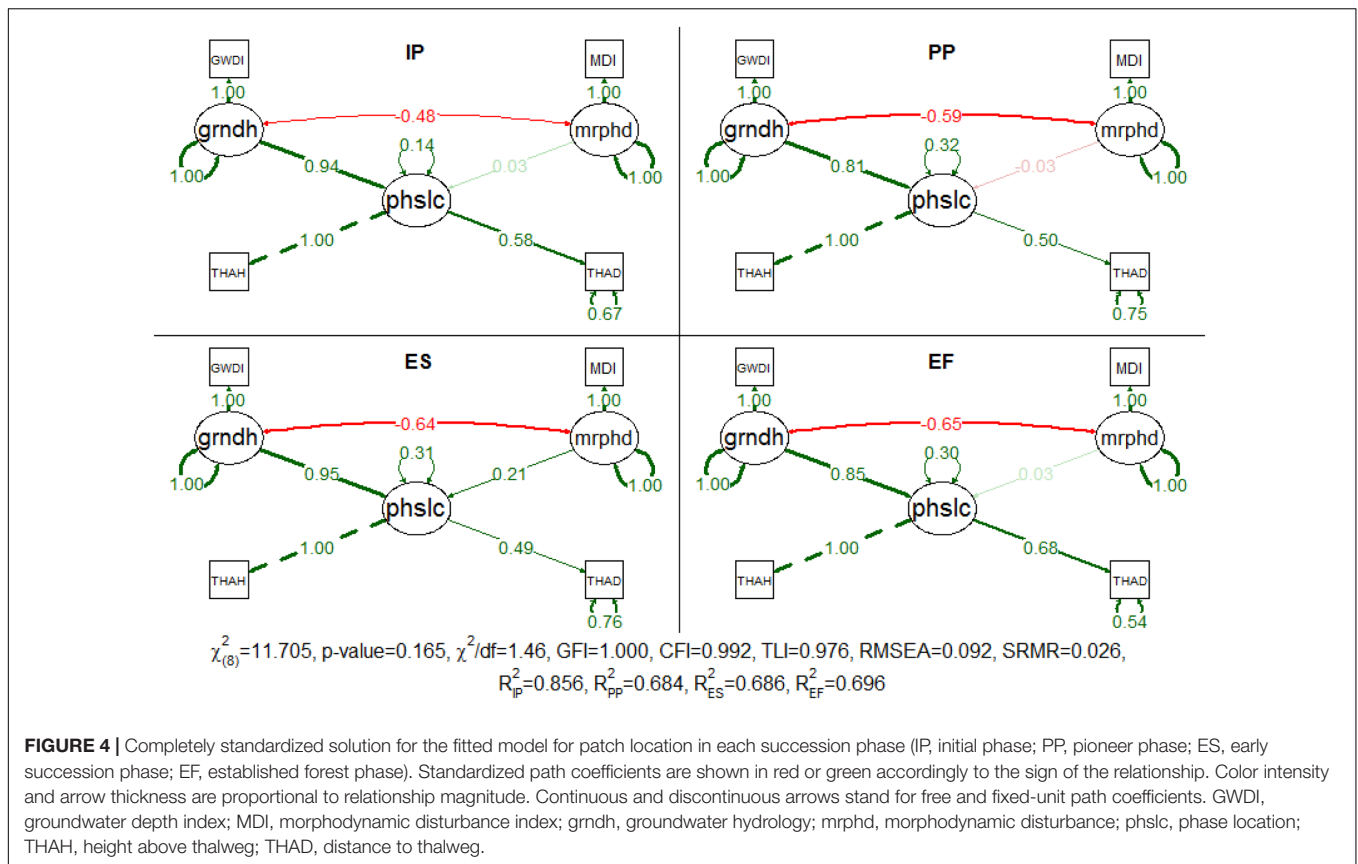 IP
GWDI
MDI
1.00
1.00
-0.48
grndh
mrphd
0.14
1.00
0.94
0.03
1.00
phslc
1.00
0.58
THAH
THAD
0.67
PP
GWDI
MDI
1.00
1.00
-0.59
grndh
mrphd
0.32
1.00
0.81
-0.03
1.00
phslc
1.00
0.50
THAH
THAD
0.75
ES
GWDI
MDI
1.00
1.00
-0.64
grndh
mrphd
0.31
1.00
0.95
0.21
1.00
phslc
1.00
0.49
THAH
THAD
0.76
EF
GWDI
MDI
1.00
1.00
-0.65
grndh
mrphd
0.30
1.00
0.85
0.03
1.00
phslc
1.00
0.68
THAH
THAD
0.54
χ²₍₈₎=11.705, p-value=0.165, χ²/df=1.46, GFI=1.000, CFI=0.992, TLI=0.976, RMSEA=0.092, SRMR=0.026,
R²IP=0.856, R²PP=0.684, R²ES=0.686, R²EF=0.696
FIGURE 4 | Completely standardized solution for the fitted model for patch location in each succession phase (IP, initial phase; PP, pioneer phase; ES, early
succession phase; EF, established forest phase). Standardized path coefficients are shown in red or green accordingly to the sign of the relationship. Color intensity
and arrow thickness are proportional to relationship magnitude. Continuous and discontinuous arrows stand for free and fixed-unit path coefficients. GWDI,
groundwater depth index; MDI, morphodynamic disturbance index; grndh, groundwater hydrology; mrphd, morphodynamic disturbance; phslc, phase location;
THAH, height above thalweg; THAD, distance to thalweg.